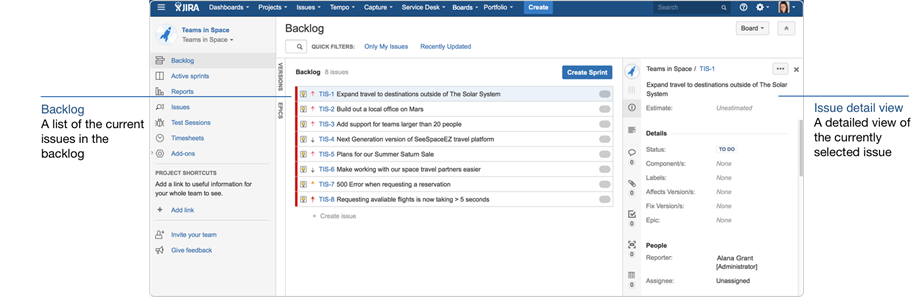 JIRA Dashboards Projects Issues Tempo Capture Service Desk Boards Portfolio Create Search
Teams in Space
Teams in Space
Backlog
Active sprints
Reports
Issues
Test Sessions
Timesheets
Add-ons
PROJECT SHORTCUTS
Add a link to useful information for
your whole team to see.
+ Add link
Invite your team
Give feedback
Backlog
A list of the current
issues in the
backlog
Backlog
Board
QUICK FILTERS: Only My Issues Recently Updated
VERSIONS
EPICS
Backlog 8 issues
Create Sprint
TIS-1 Expand travel to destinations outside of The Solar System
TIS-2 Build out a local office on Mars
TIS-3 Add support for teams larger than 20 people
TIS-4 Next Generation version of SeeSpaceEZ travel platform
TIS-5 Plans for our Summer Saturn Sale
TIS-6 Make working with our space travel partners easier
TIS-7 500 Error when requesting a reservation
TIS-8 Requesting avaliable flights is now taking > 5 seconds
+ Create issue
Teams in Space / TIS-1
Expand travel to destinations outside of The Solar
System
Estimate: Unestimated
Details
Status: TO DO
Component/s: None
Labels: None
Affects Version/s: None
Fix Version/s: None
Epic: None
People
Reporter: Alana Grant
[Administrator]
Assignee: Unassigned
0
0
0
0
0
Issue detail view
A detailed view of
the currently
selected issue